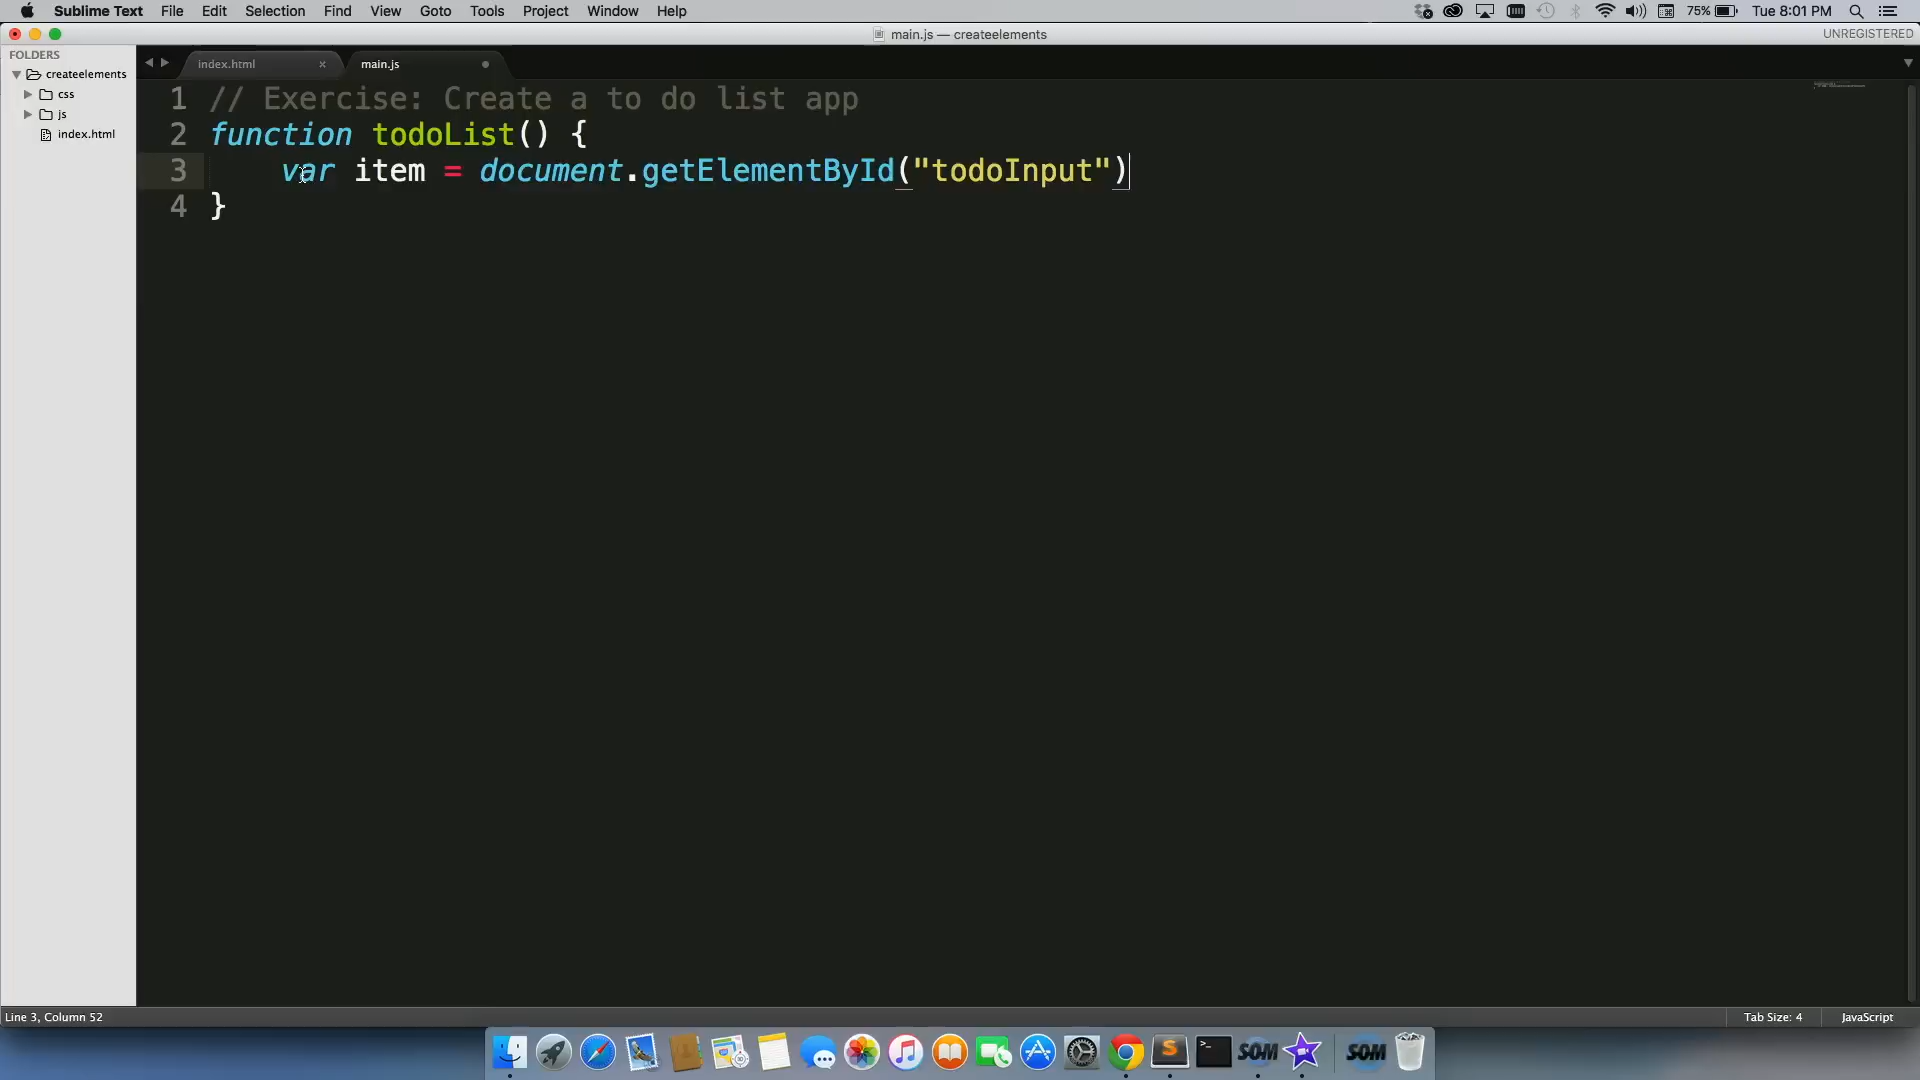 Sublime Text File Edit Selection Find View Goto Tools Project Window Help 75% Tue 8:01 PM
main.js — createelements UNREGISTERED
FOLDERS
createelements
css
js
index.html
index.html × main.js
1 // Exercise: Create a to do list app
2 function todoList() {
3 var item = document.getElementById("todoInput")
4 }
Line 3, Column 52 Tab Size: 4 JavaScript
SOM SOM